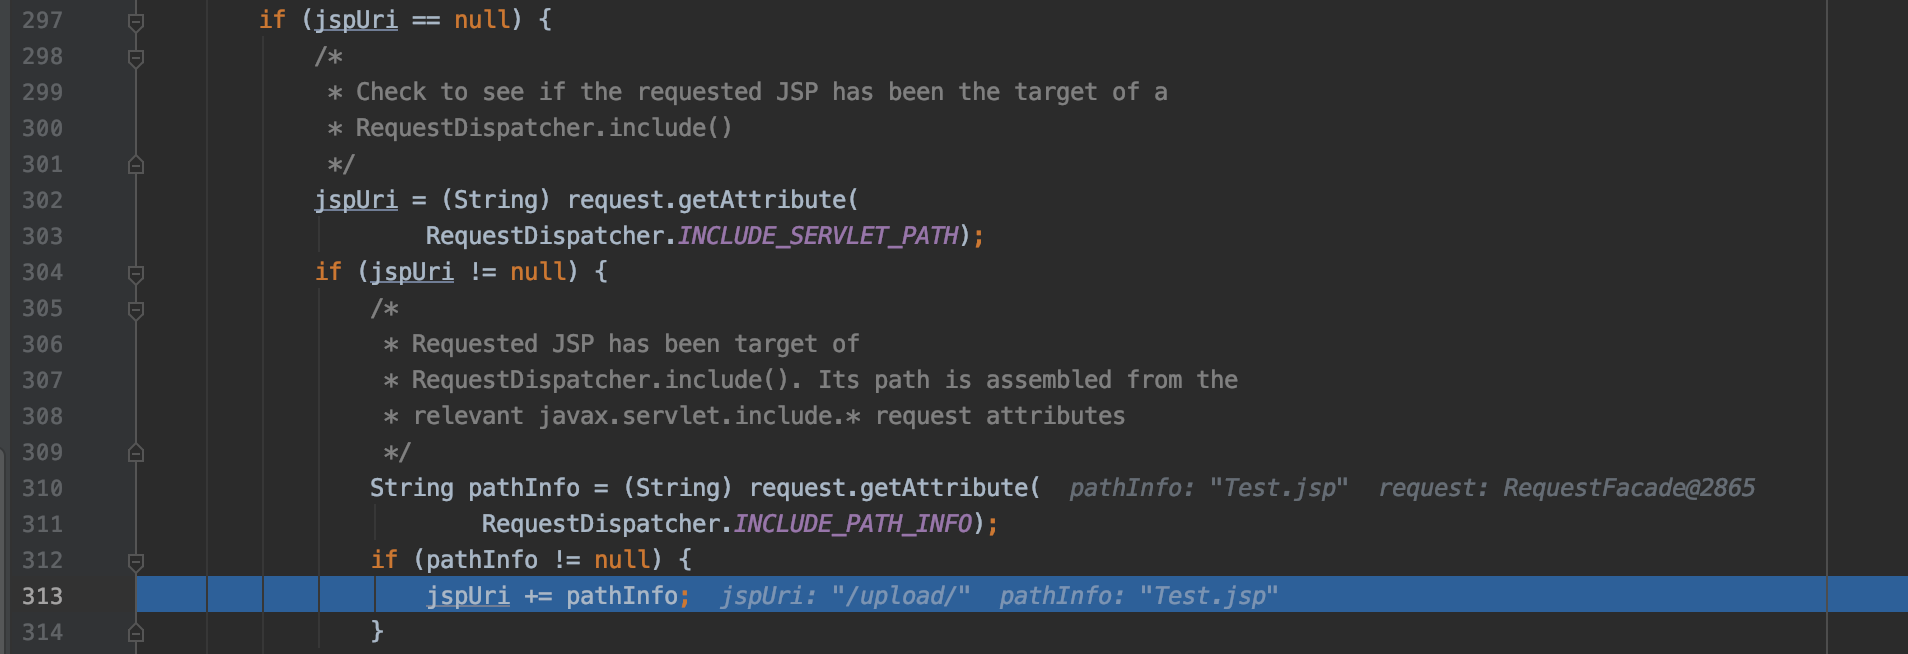 297 if (jspUri == null) {
298 /*
299 * Check to see if the requested JSP has been the target of a
300 * RequestDispatcher.include()
301 */
302 jspUri = (String) request.getAttribute(
303 RequestDispatcher.INCLUDE_SERVLET_PATH);
304 if (jspUri != null) {
305 /*
306 * Requested JSP has been target of
307 * RequestDispatcher.include(). Its path is assembled from the
308 * relevant javax.servlet.include.* request attributes
309 */
310 String pathInfo = (String) request.getAttribute( pathInfo: "Test.jsp" request: RequestFacade@2865
311 RequestDispatcher.INCLUDE_PATH_INFO);
312 if (pathInfo != null) {
313 jspUri += pathInfo; jspUri: "/upload/" pathInfo: "Test.jsp"
314 }